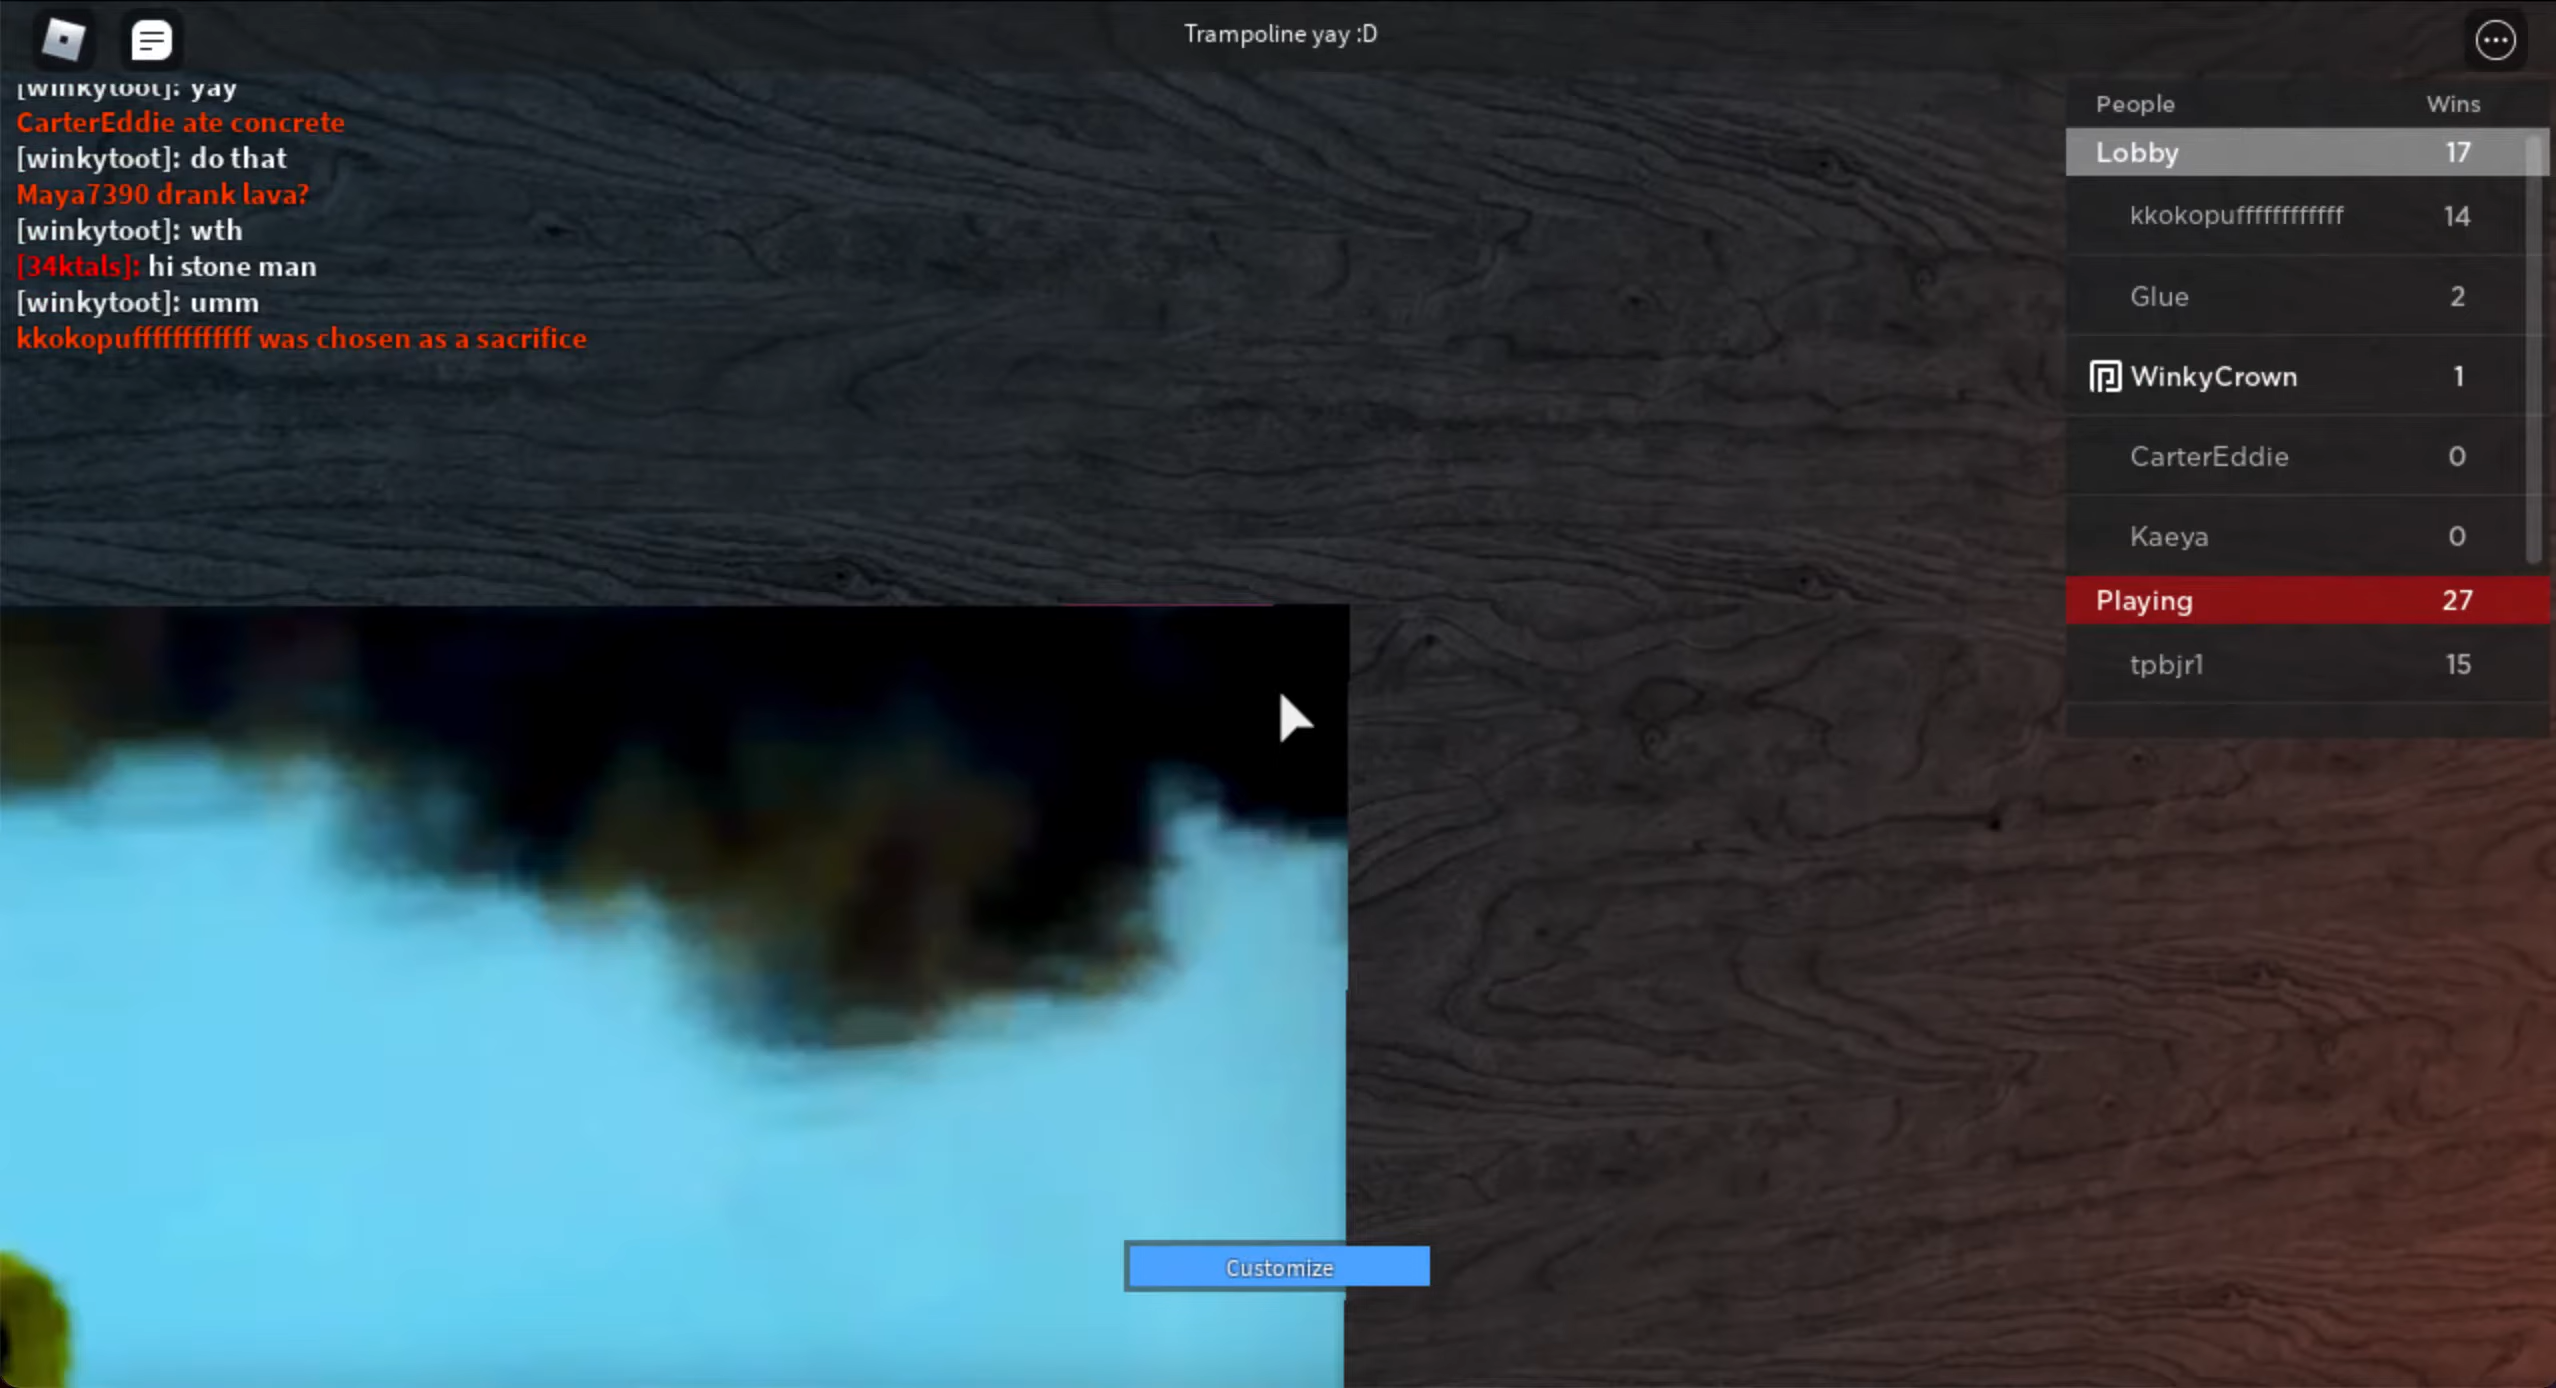 Trampoline yay :D
[winkytoot]: yay
CarterEddie ate concrete
[winkytoot]: do that
Maya7390 drank lava?
[winkytoot]: wth
[34ktals]: hi stone man
[winkytoot]: umm
kkokopuffffffffffff was chosen as a sacrifice
People Wins
Lobby 17
kkokopuffffffffffff 14
Glue 2
WinkyCrown 1
CarterEddie 0
Kaeya 0
Playing 27
tpbjr1 15
Customize